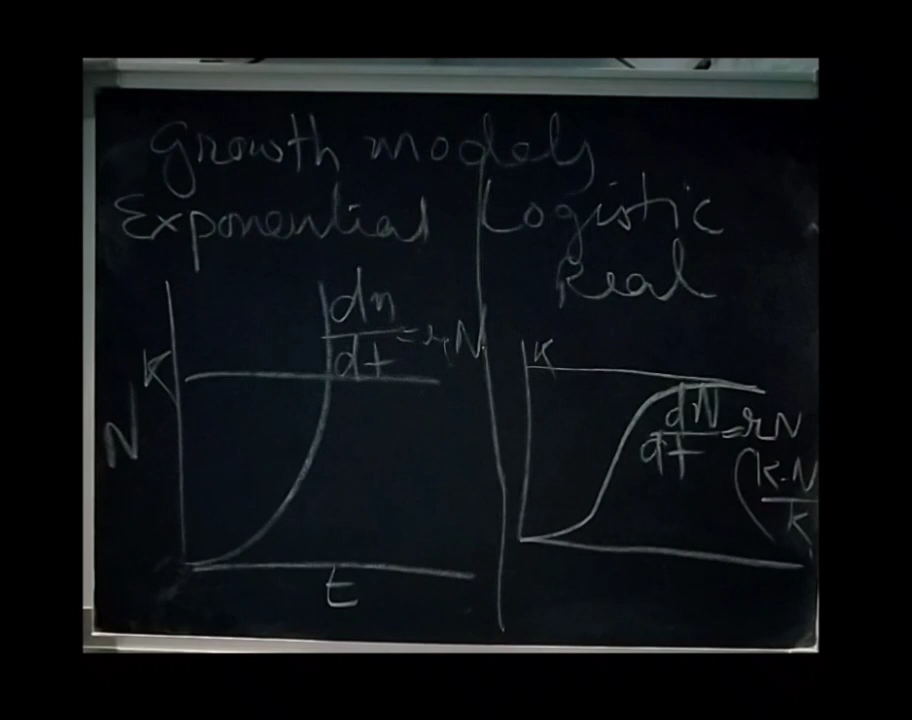 Growth models
Exponential
K
N
dn/dt = rN
t
Logistic
Real
K
dN/dt = rN
(K-N/K